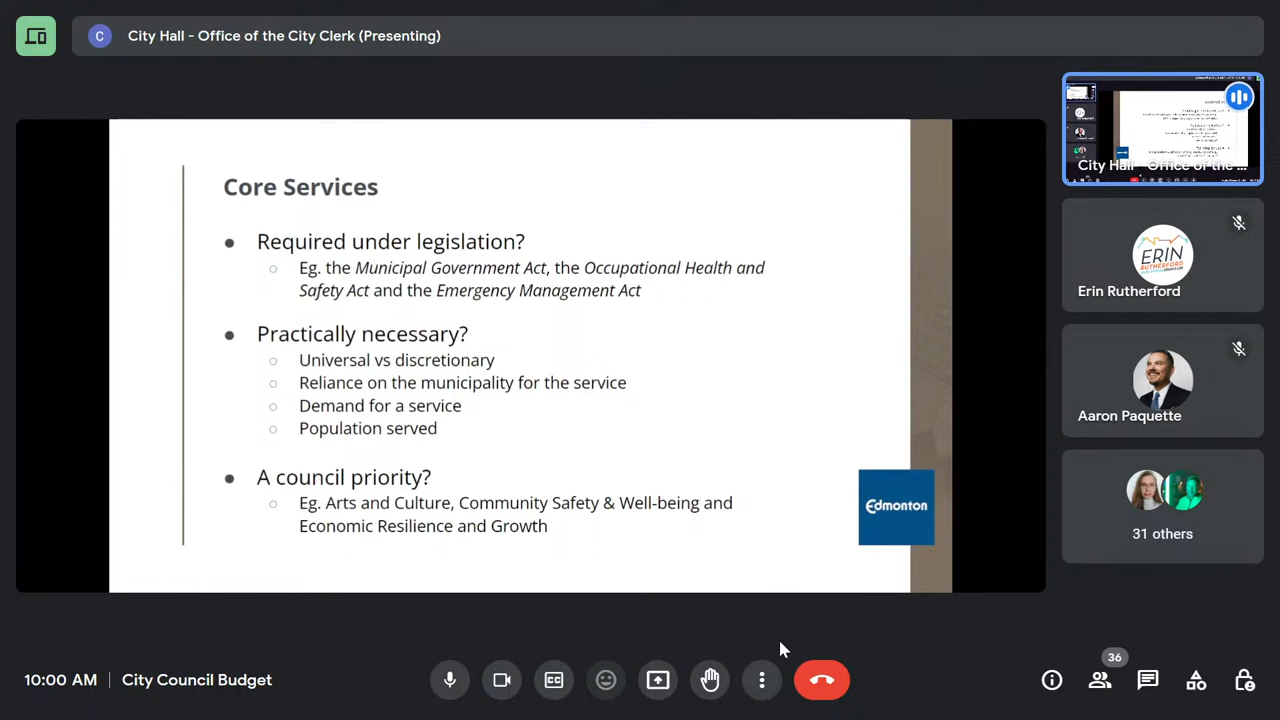 City Hall - Office of the City Clerk (Presenting)
C
Core Services
Required under legislation?
Eg. the Municipal Government Act, the Occupational Health and
Safety Act and the Emergency Management Act
Practically necessary?
Universal vs discretionary
Reliance on the municipality for the service
Demand for a service
Population served
A council priority?
Eg. Arts and Culture, Community Safety & Well-being and
Economic Resilience and Growth
Edmonton
City Hall - Office of the ...
ERIN
RUTHERFORD
Erin Rutherford
Aaron Paquette
31 others
10:00 AM
City Council Budget
CC
36